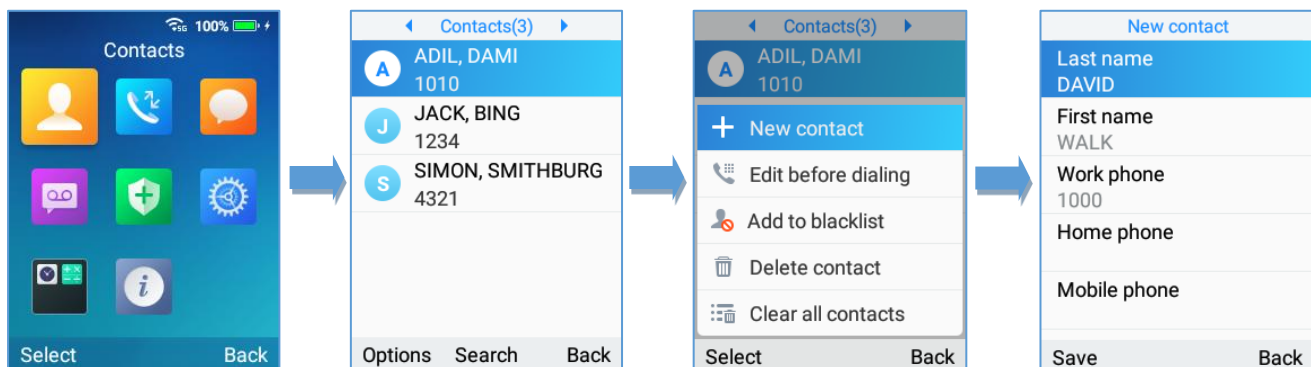 5G 100%
Contacts
Select Back
Contacts(3)
A ADIL, DAMI
1010
J JACK, BING
1234
S SIMON, SMITHBURG
4321
Options Search Back
Contacts(3)
A ADIL, DAMI
1010
New contact
Edit before dialing
Add to blacklist
Delete contact
Clear all contacts
Select Back
New contact
Last name
DAVID
First name
WALK
Work phone
1000
Home phone
Mobile phone
Save Back